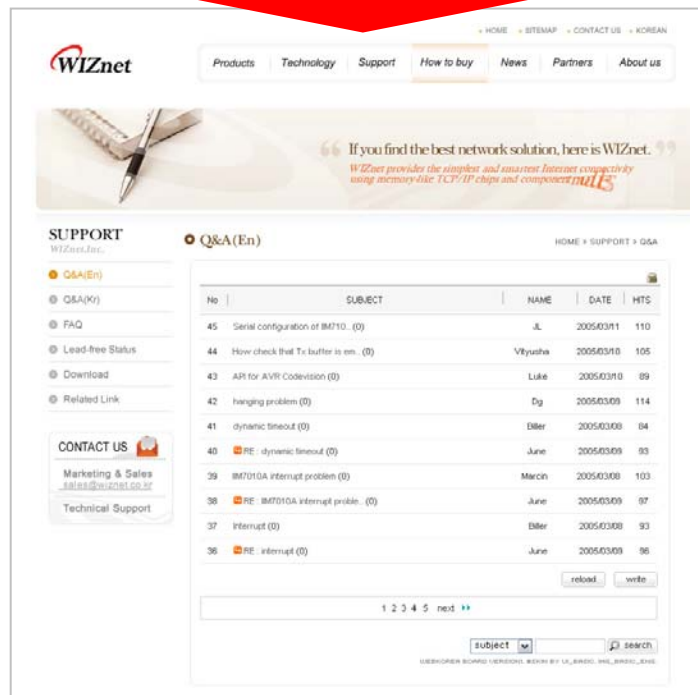 HOME SITEMAP CONTACT US KOREAN
WIZnet
Products Technology Support How to buy News Partners About us
If you find the best network solution, here is WIZnet.
WIZnet provides the simplest and smartest Internet connectivity
using memory-like TCP/IP chips and component
SUPPORT
WIZnet,Inc.
Q&A(En)
HOME > SUPPORT > Q&A
Q&A(En)
Q&A(Kr)
FAQ
Lead-free Status
Download
Related Link
CONTACT US
Marketing & Sales
sales@wiznet.co.kr
Technical Support
No SUBJECT NAME DATE HITS
45 Serial configuration of IIM710.. (0) JL 2005/03/11 110
44 How check that Tx buffer is em.. (0) Vityusha 2005/03/10 105
43 API for AVR Codevision (0) Luke 2005/03/10 89
42 hanging problem (0) Dg 2005/03/09 114
41 dynamic timeout (0) Biller 2005/03/08 84
40 RE : dynamic timeout (0) June 2005/03/09 93
39 IIM7010A interrupt problem (0) Marcin 2005/03/08 103
38 RE : IIM7010A interrupt proble.. (0) June 2005/03/09 97
37 Interrupt (0) Biller 2005/03/08 93
36 RE : interrupt (0) June 2005/03/09 96
reload write
1 2 3 4 5 next
subject search